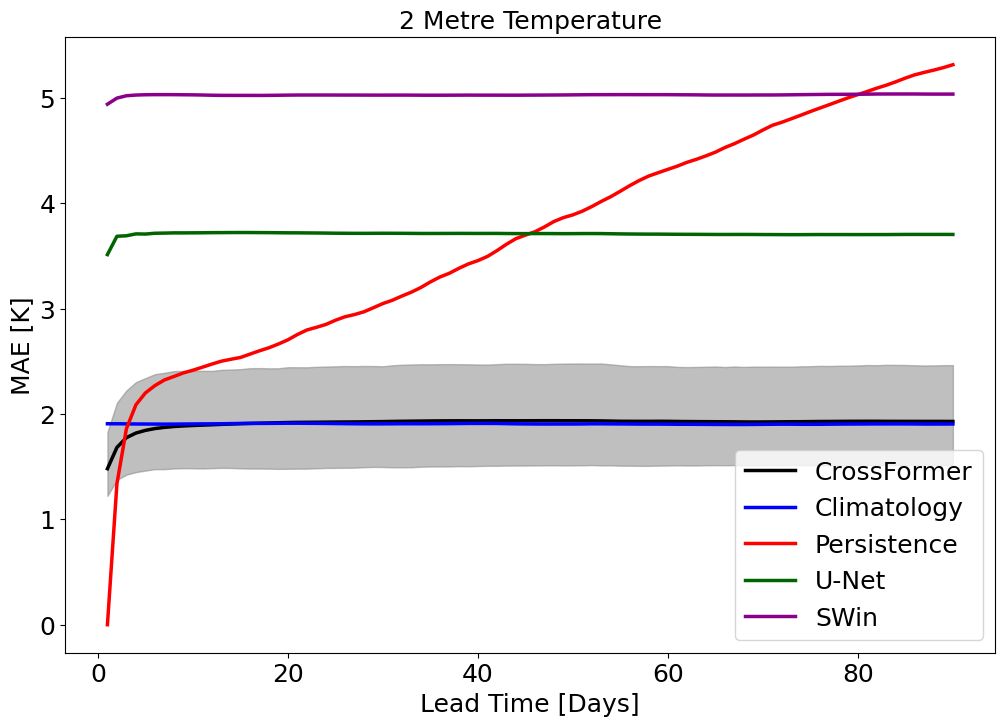 2 Metre Temperature
MAE [K]
5
4
3
2
1
0
0 20 40 60 80
Lead Time [Days]
CrossFormer
Climatology
Persistence
U-Net
SWin